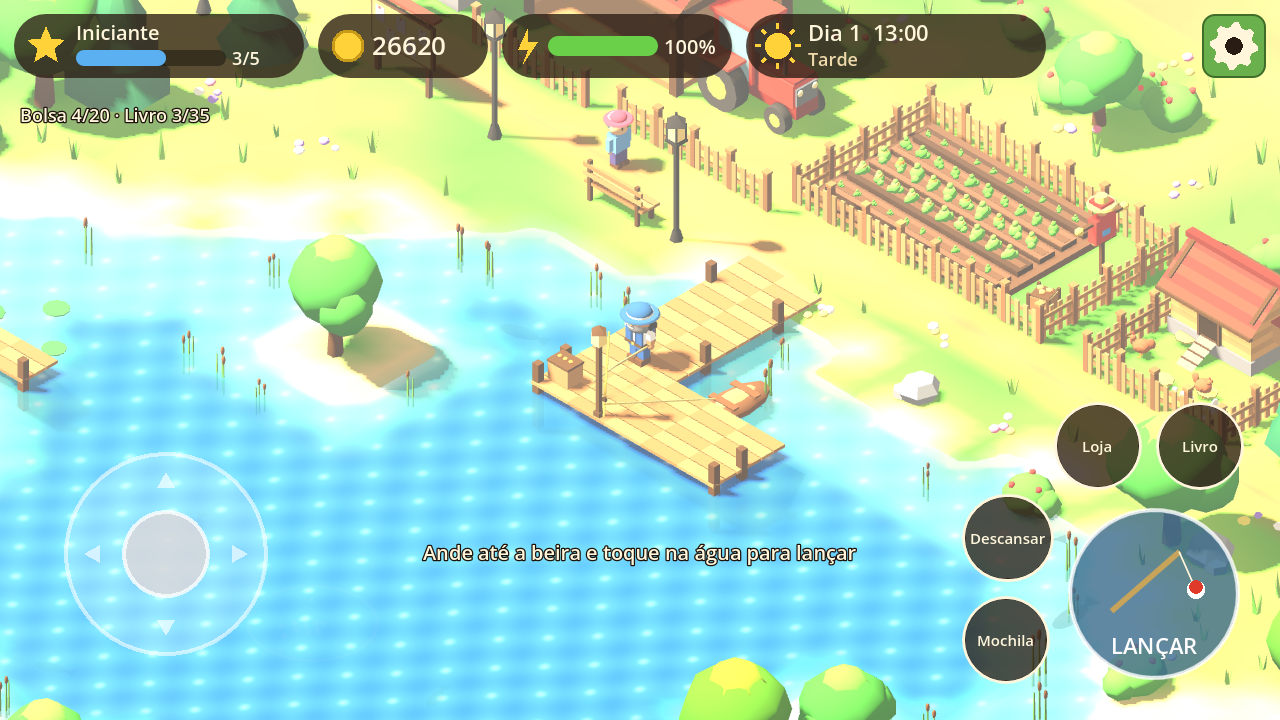 Iniciante
3/5
26620
100%
Dia 1 13:00
Tarde
Bolsa 4/20 · Livro 3/35
Loja
Livro
Descansar
Ande até a beira e toque na água para lançar
Mochila
LANÇAR